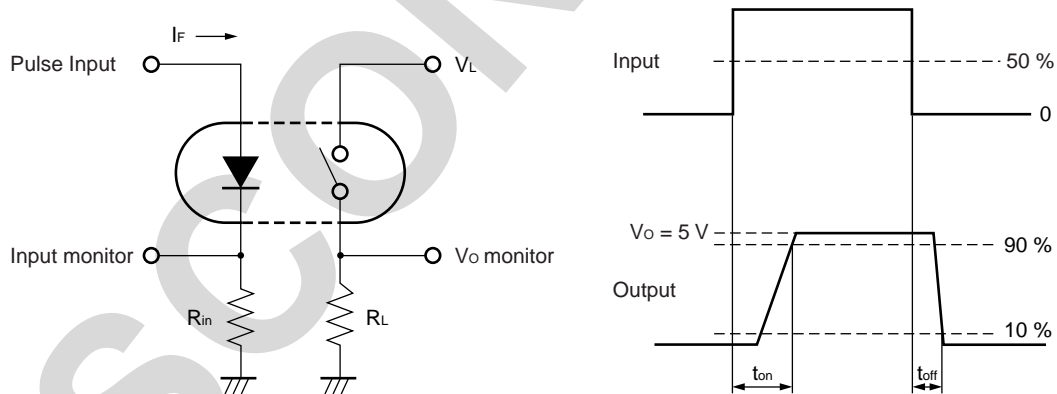 IF
Pulse Input
VL
Input monitor
VO monitor
Rin
RL
Input
50 %
0
VO = 5 V
90 %
Output
10 %
ton
toff